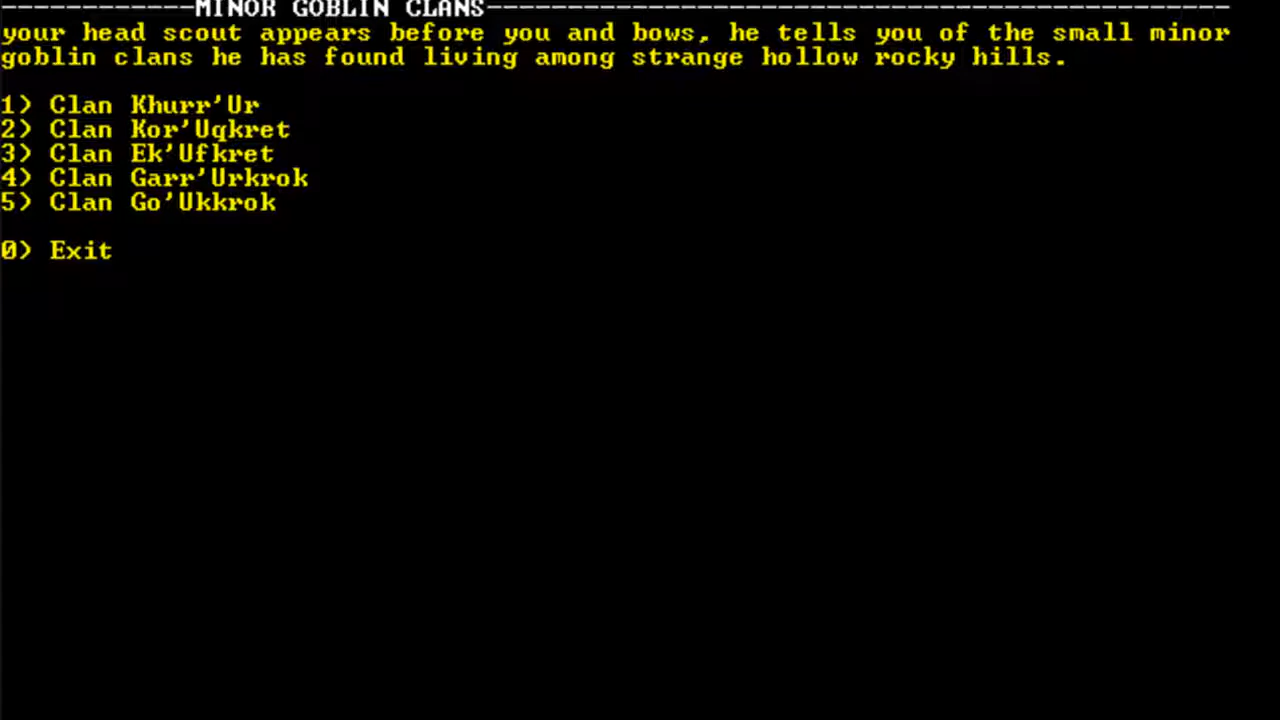 ------------MINOR GOBLIN CLANS----------------------------------------------
your head scout appears before you and bows, he tells you of the small minor
goblin clans he has found living among strange hollow rocky hills.
1) Clan Khurr'Ur
2) Clan Kor'Uqkret
3) Clan Ek'Ufkret
4) Clan Garr'Urkrok
5) Clan Go'Ukkrok
0) Exit